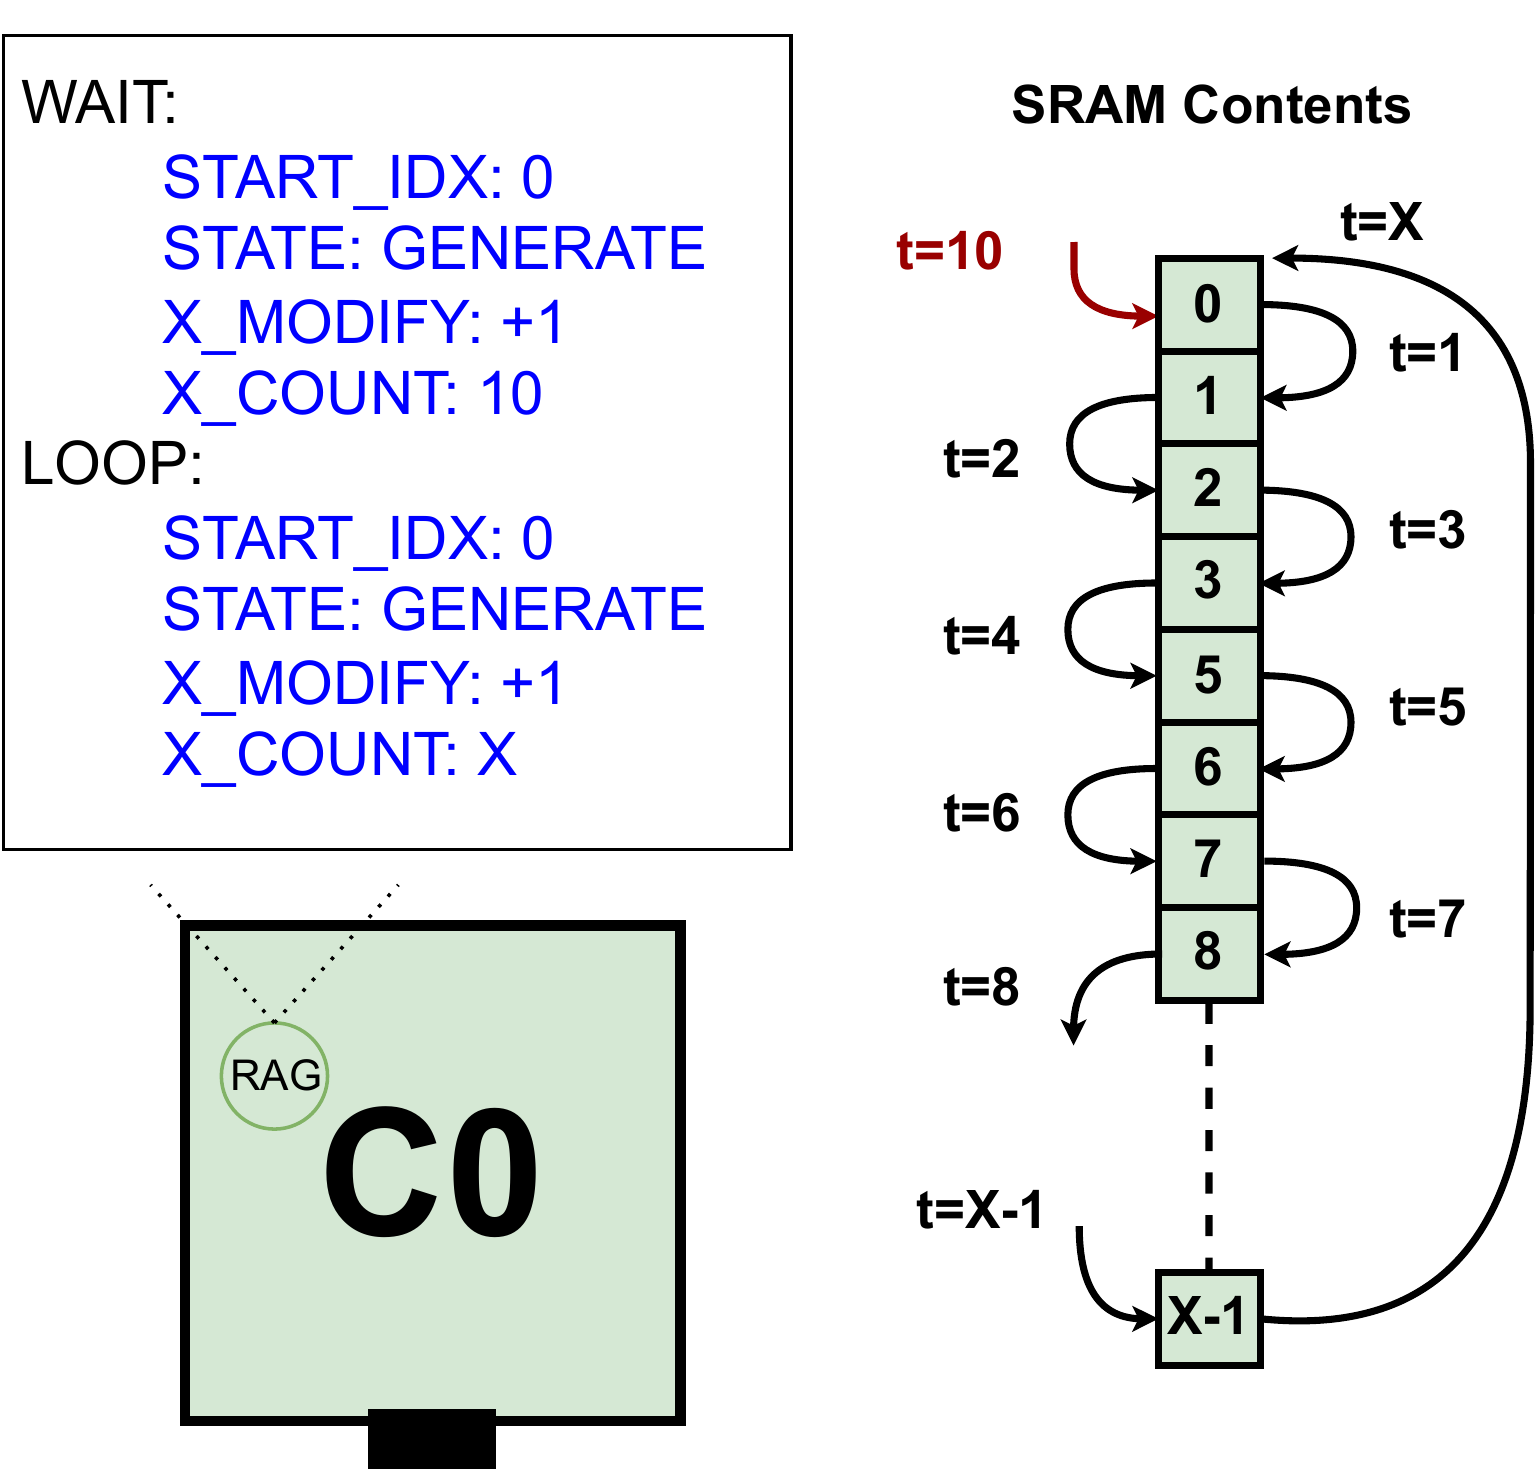 WAIT:
START_IDX: 0
STATE: GENERATE
X_MODIFY: +1
X_COUNT: 10
LOOP:
START_IDX: 0
STATE: GENERATE
X_MODIFY: +1
X_COUNT: X
RAG
C0
SRAM Contents
t=X
t=10
0
t=1
1
t=2
2
t=3
3
t=4
5
t=5
6
t=6
7
t=7
8
t=8
t=X-1
X-1